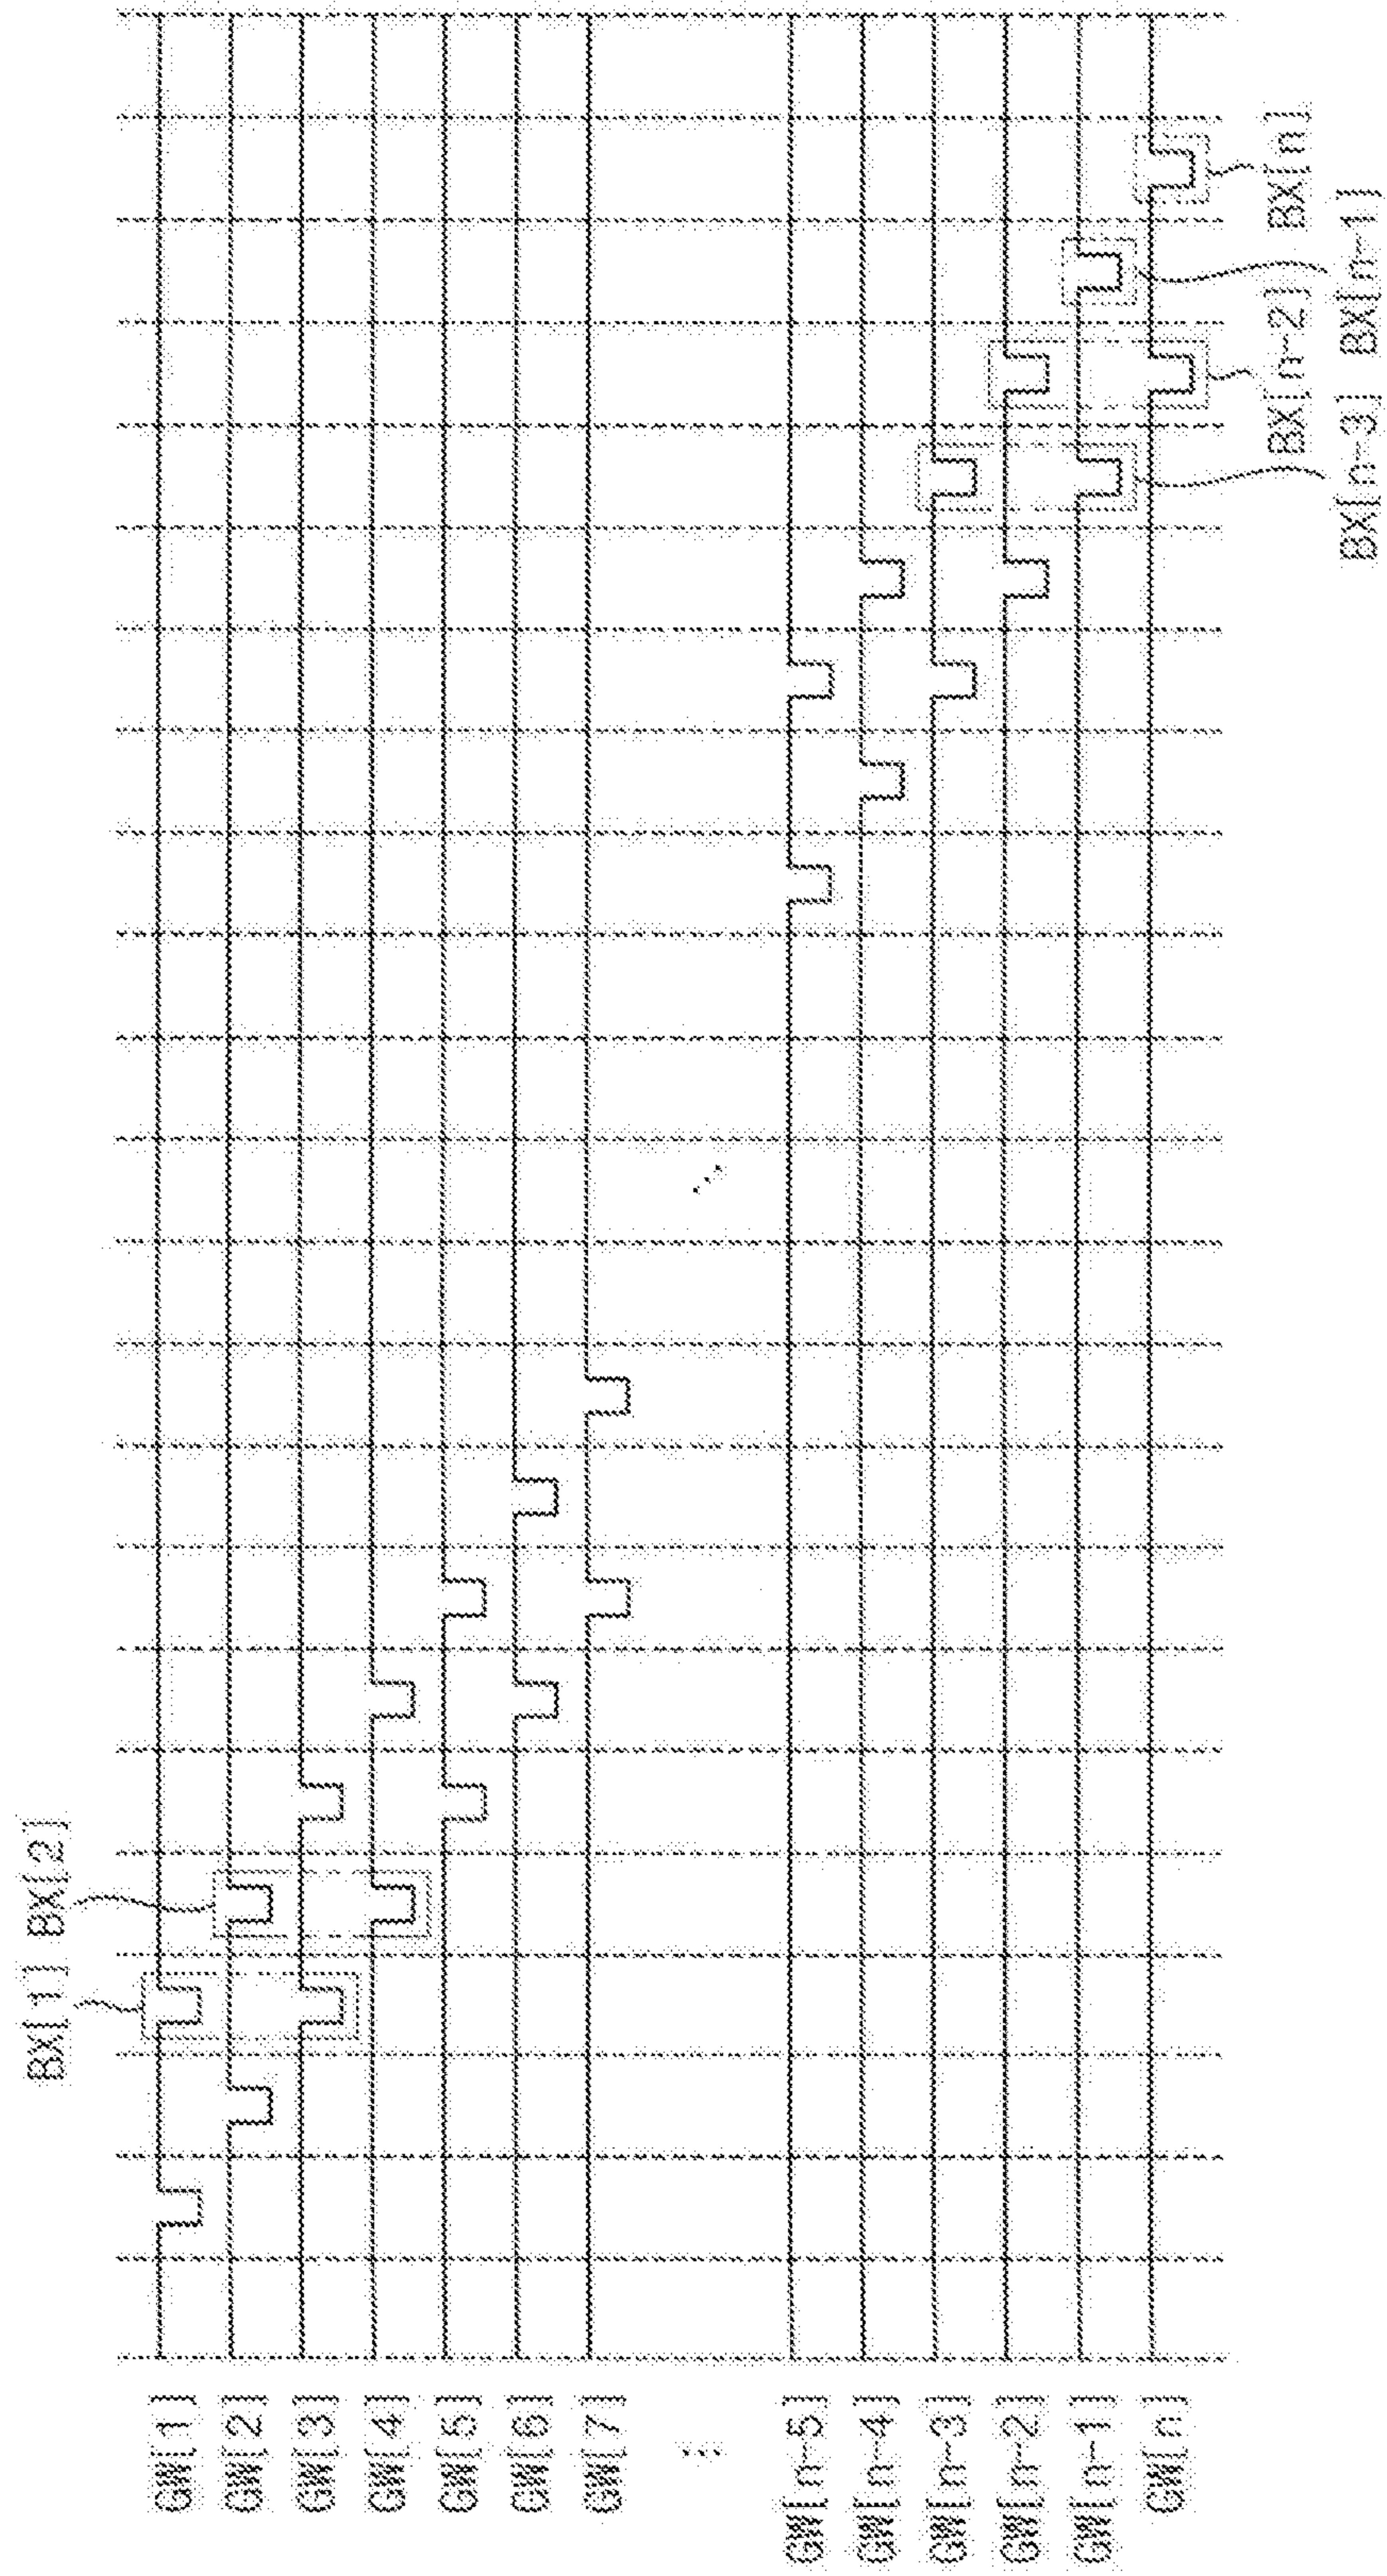 GW[1]
GW[2]
GW[3]
GW[4]
GW[5]
GW[6]
GW[7]
...
GW[n-5]
GW[n-4]
GW[n-3]
GW[n-2]
GW[n-1]
GW[n]
BX[1] BX[2]
BX[n-2] BX[n]
BX[n-3] BX[n-1]